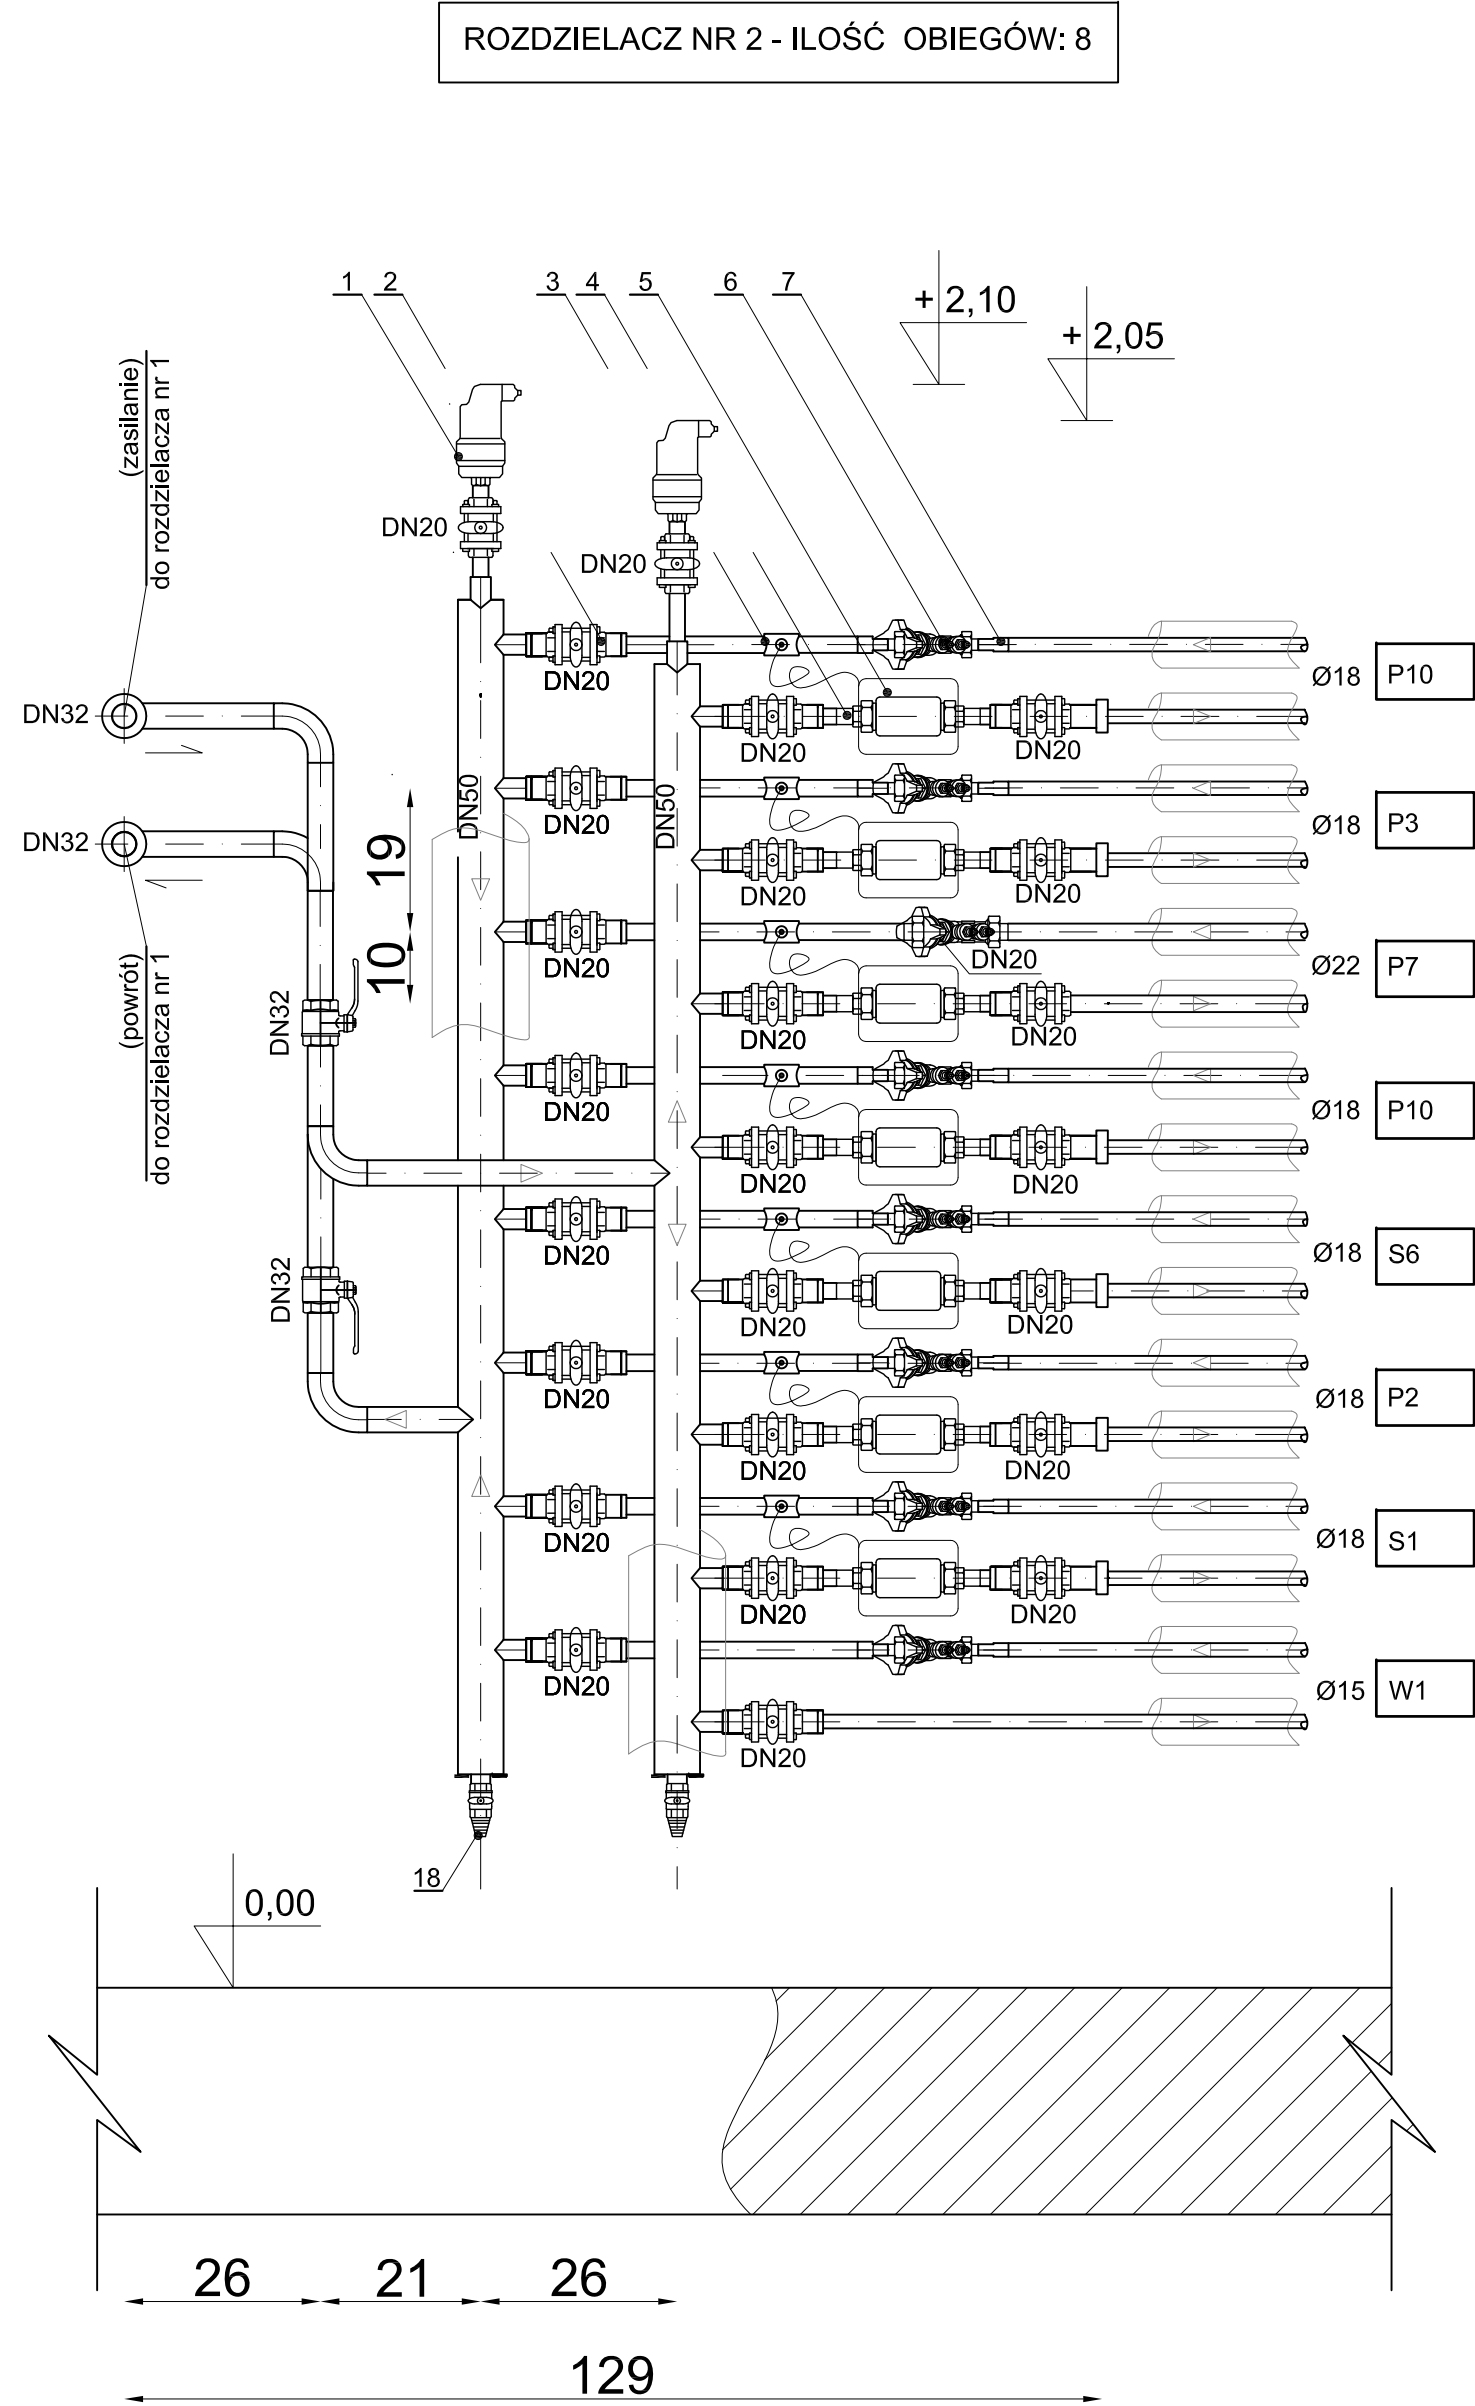 ROZDZIELACZ NR 2 - ILOŚĆ OBIEGÓW: 8
1 2 3 4 5 6 7
+ 2,10
+ 2,05
(zasilanie)
do rozdzielacza nr 1
DN20
DN20
DN20
Ø18 P10
DN32
DN20 DN20
DN50
DN50
DN20
Ø18 P3
DN32
19
DN20 DN20
10
DN20
DN20
Ø22 P7
(powrót)
do rozdzielacza nr 1
DN32
DN20 DN20
DN20
Ø18 P10
DN20 DN20
DN20
Ø18 S6
DN32
DN20 DN20
DN20
Ø18 P2
DN20 DN20
DN20
Ø18 S1
DN20 DN20
DN20
Ø15 W1
DN20
18
0,00
26 21 26
129